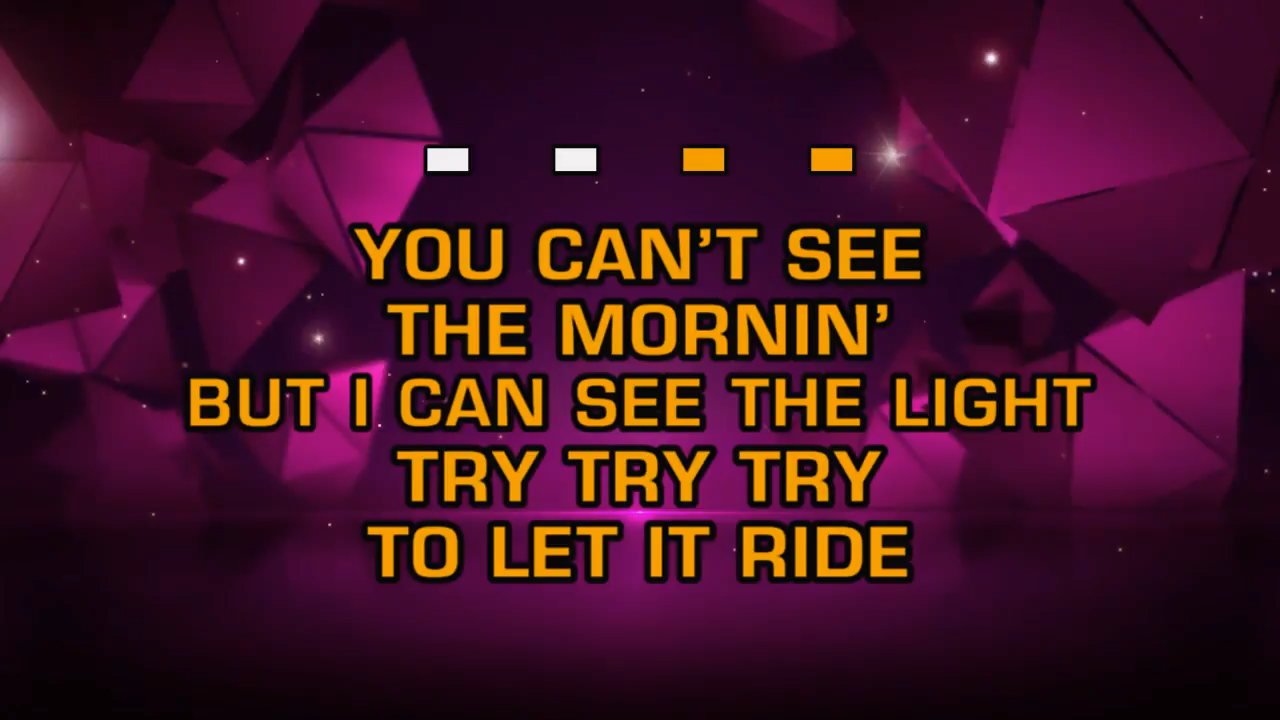 YOU CAN’T SEE
THE MORNIN’
BUT I CAN SEE THE LIGHT
TRY TRY TRY
TO LET IT RIDE